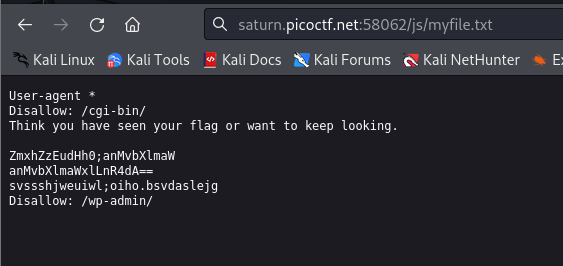 saturn.picoctf.net:58062/js/myfile.txt
Kali Linux Kali Tools Kali Docs Kali Forums Kali NetHunter Ex
User-agent *
Disallow: /cgi-bin/
Think you have seen your flag or want to keep looking.
ZmxhZzEudHh0;anMvbXlmaW
anMvbXlmaWxlLnR4dA==
svssshjweuiwl;oiho.bsvdaslejg
Disallow: /wp-admin/